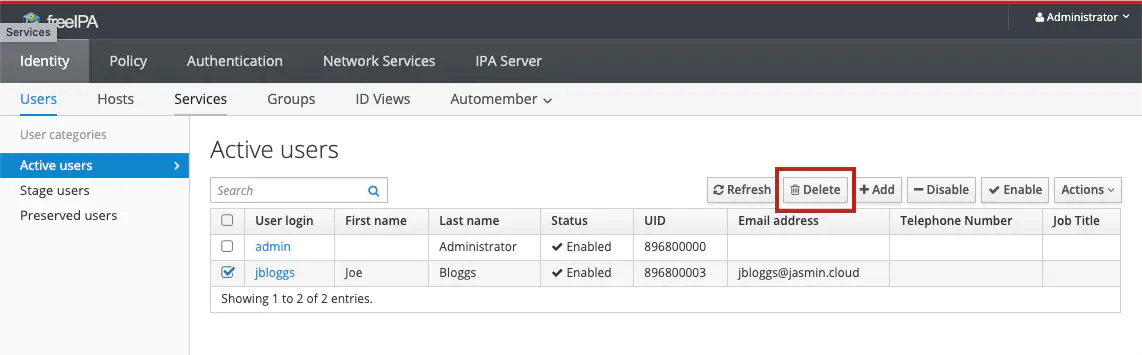 freeIPA
Administrator
Services
Identity Policy Authentication Network Services IPA Server
Users Hosts Services Groups ID Views Automember
User categories
Active users
Stage users
Preserved users
Active users
Search
Refresh Delete Add Disable Enable Actions
User login First name Last name Status UID Email address Telephone Number Job Title
admin Administrator Enabled 896800000
jbloggs Joe Bloggs Enabled 896800003 jbloggs@jasmin.cloud
Showing 1 to 2 of 2 entries.